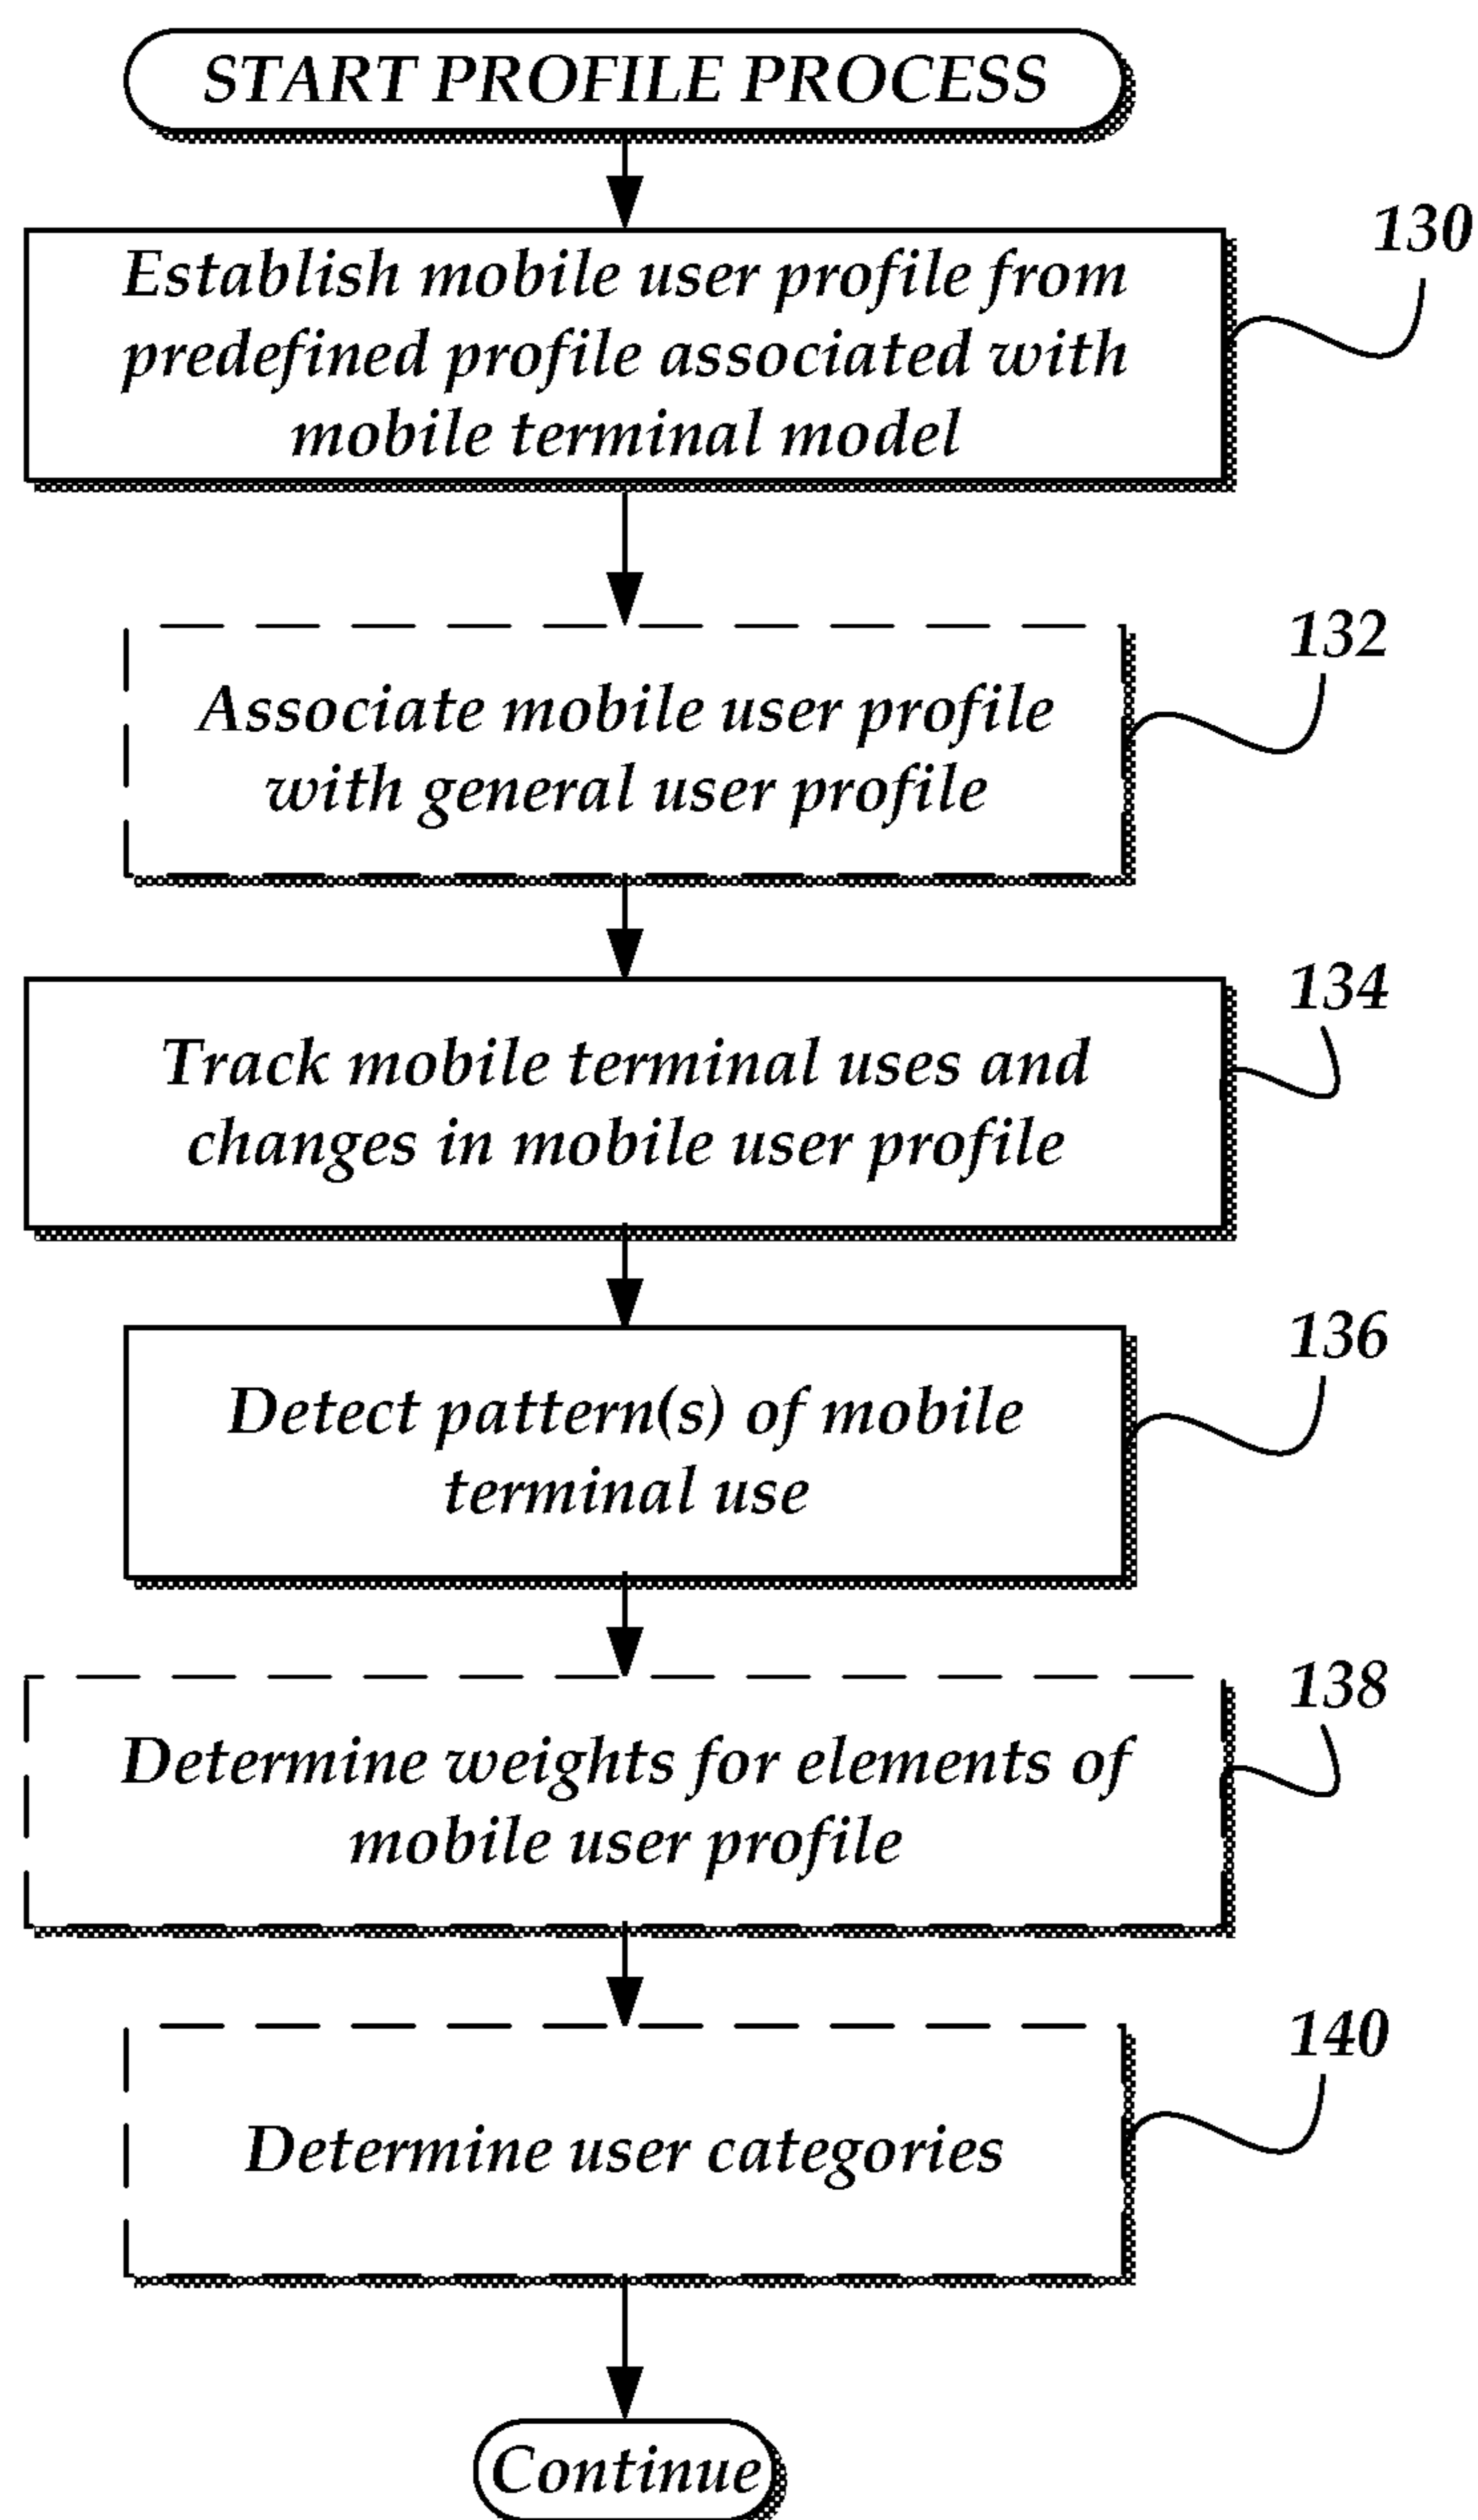 START PROFILE PROCESS
130
Establish mobile user profile from
predefined profile associated with
mobile terminal model
132
Associate mobile user profile
with general user profile
134
Track mobile terminal uses and
changes in mobile user profile
136
Detect pattern(s) of mobile
terminal use
138
Determine weights for elements of
mobile user profile
140
Determine user categories
Continue